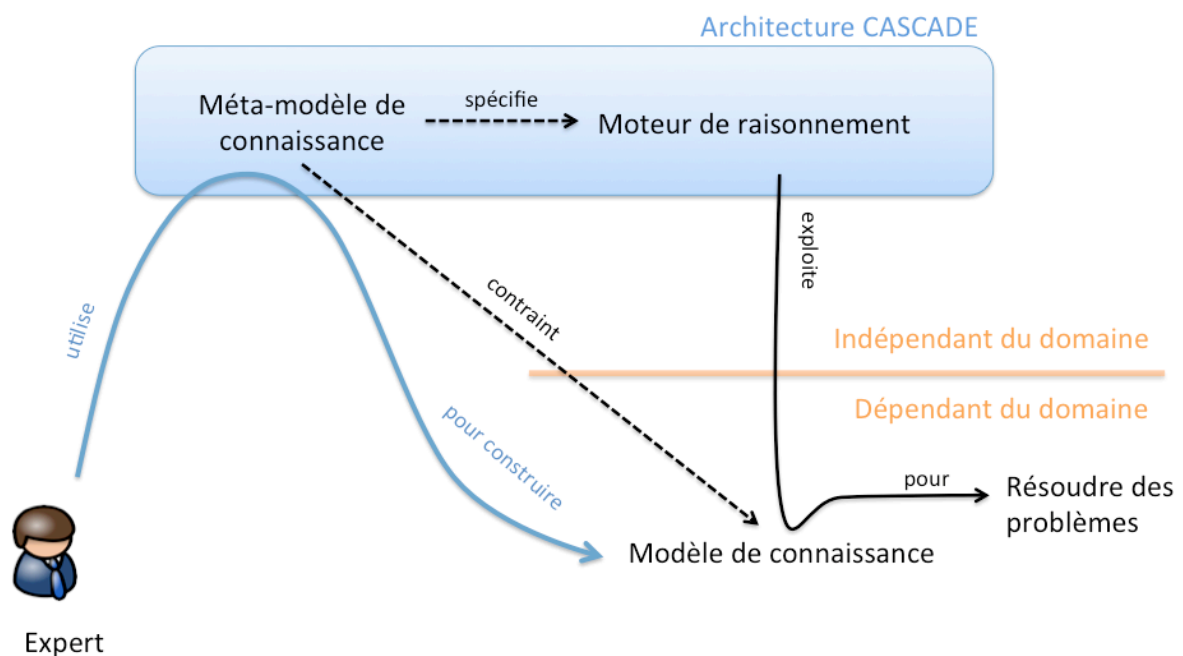 Architecture CASCADE
Méta-modèle de
connaissance
spécifie
Moteur de raisonnement
exploite
utilise
contraint
Indépendant du domaine
Dépendant du domaine
pour construire
pour
Résoudre des
problèmes
Modèle de connaissance
Expert